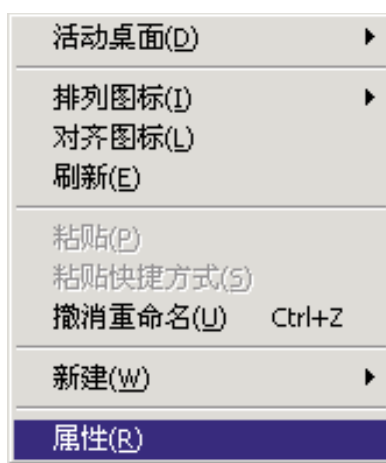 活动桌面(D)
排列图标(I)
对齐图标(L)
刷新(E)
粘贴(P)
粘贴快捷方式(S)
撤消重命名(U) Ctrl+Z
新建(W)
属性(R)